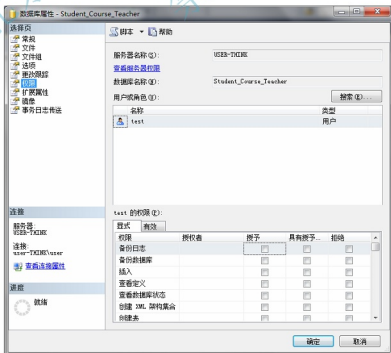 数据库属性 - Student_Course_Teacher
选择页
常规
文件
文件组
选项
更改跟踪
权限
扩展属性
镜像
事务日志传送
脚本
帮助
服务器名称(S):
USER-THINK
查看服务器权限
数据库名称(D):
Student_Course_Teacher
用户或角色(U):
搜索(E)...
名称
类型
test
用户
连接
服务器:
USER-THINK
连接:
user-THINK\user
查看连接属性
进度
就绪
test 的权限(P):
显式
有效
权限
授权者
授予
具有授予...
拒绝
备份日志
备份数据库
插入
查看定义
查看数据库状态
创建 XML 架构集合
创建表
确定
取消